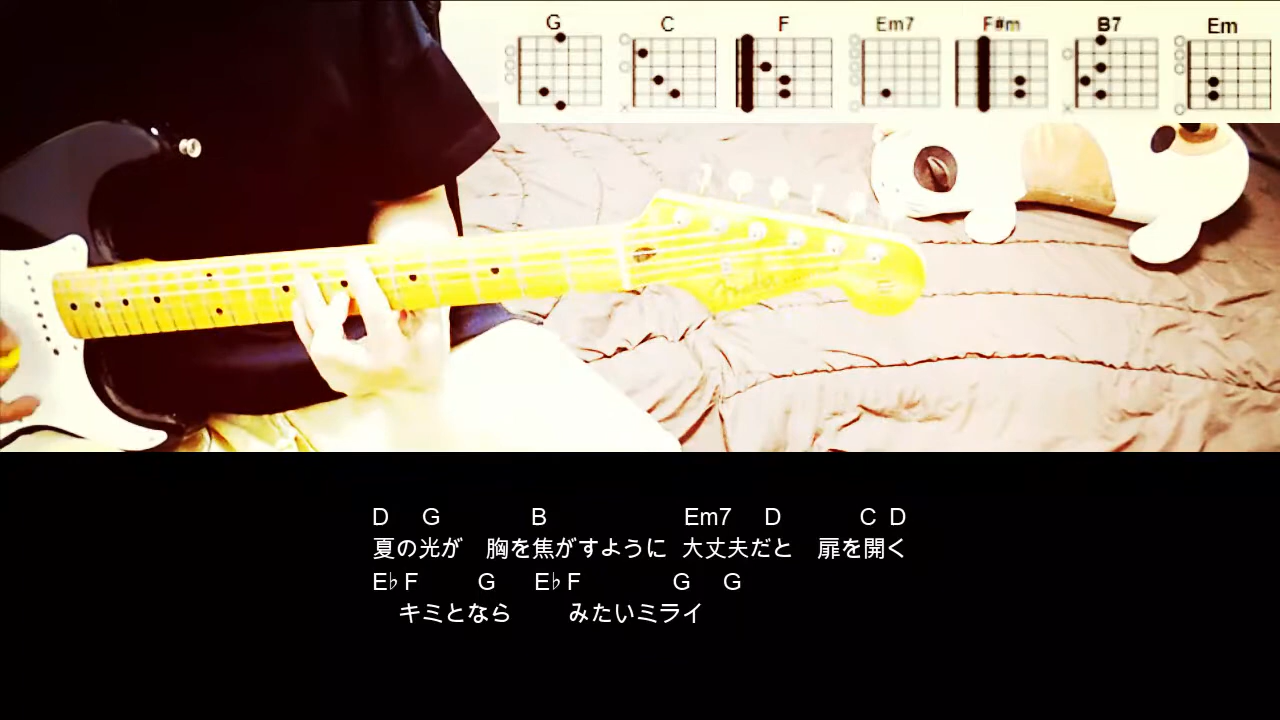 G C F Em7 F#m B7 Em
D G B Em7 D C D
夏の光が 胸を焦がすように 大丈夫だと 扉を開く
E♭ F G E♭ F G G
キミとなら みたいミライ